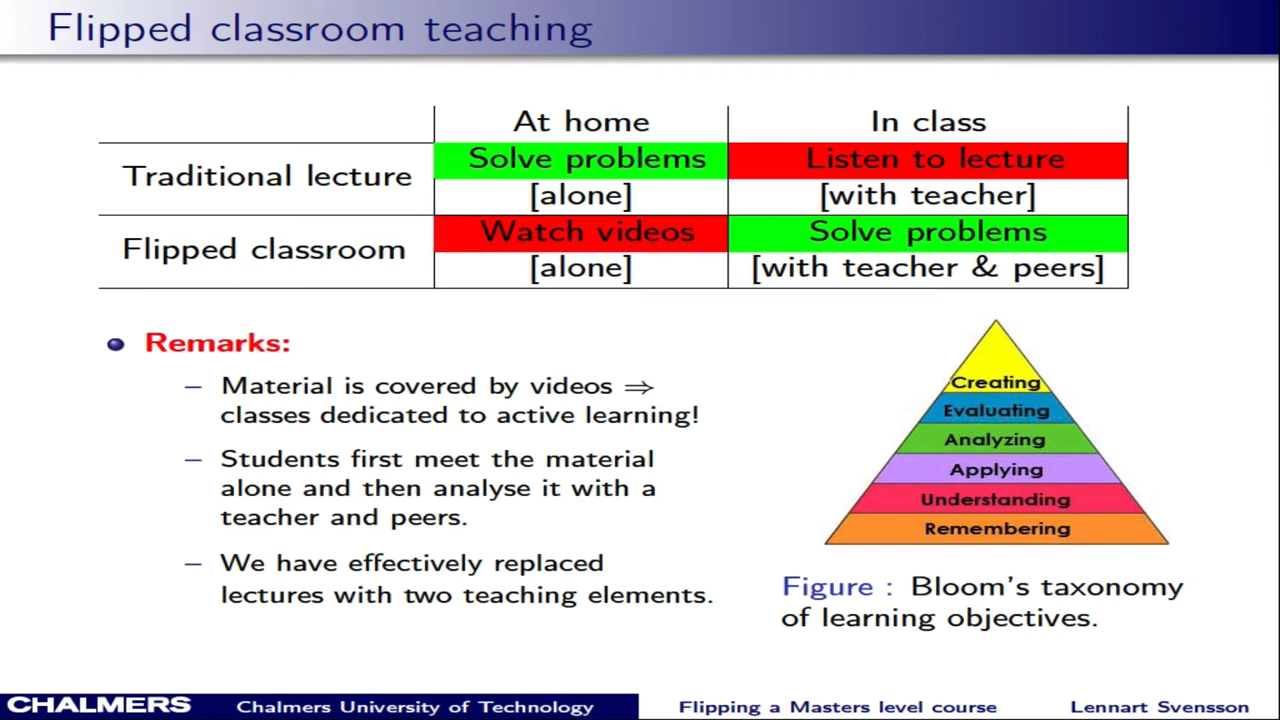 Flipped classroom teaching
At home In class
Traditional lecture
Solve problems Listen to lecture
[alone] [with teacher]
Flipped classroom
Watch videos Solve problems
[alone] [with teacher & peers]
Remarks:
– Material is covered by videos ⇒
classes dedicated to active learning!
– Students first meet the material
alone and then analyse it with a
teacher and peers.
– We have effectively replaced
lectures with two teaching elements.
Creating
Evaluating
Analyzing
Applying
Understanding
Remembering
Figure : Bloom's taxonomy
of learning objectives.
CHALMERS Chalmers University of Technology Flipping a Masters level course Lennart Svensson